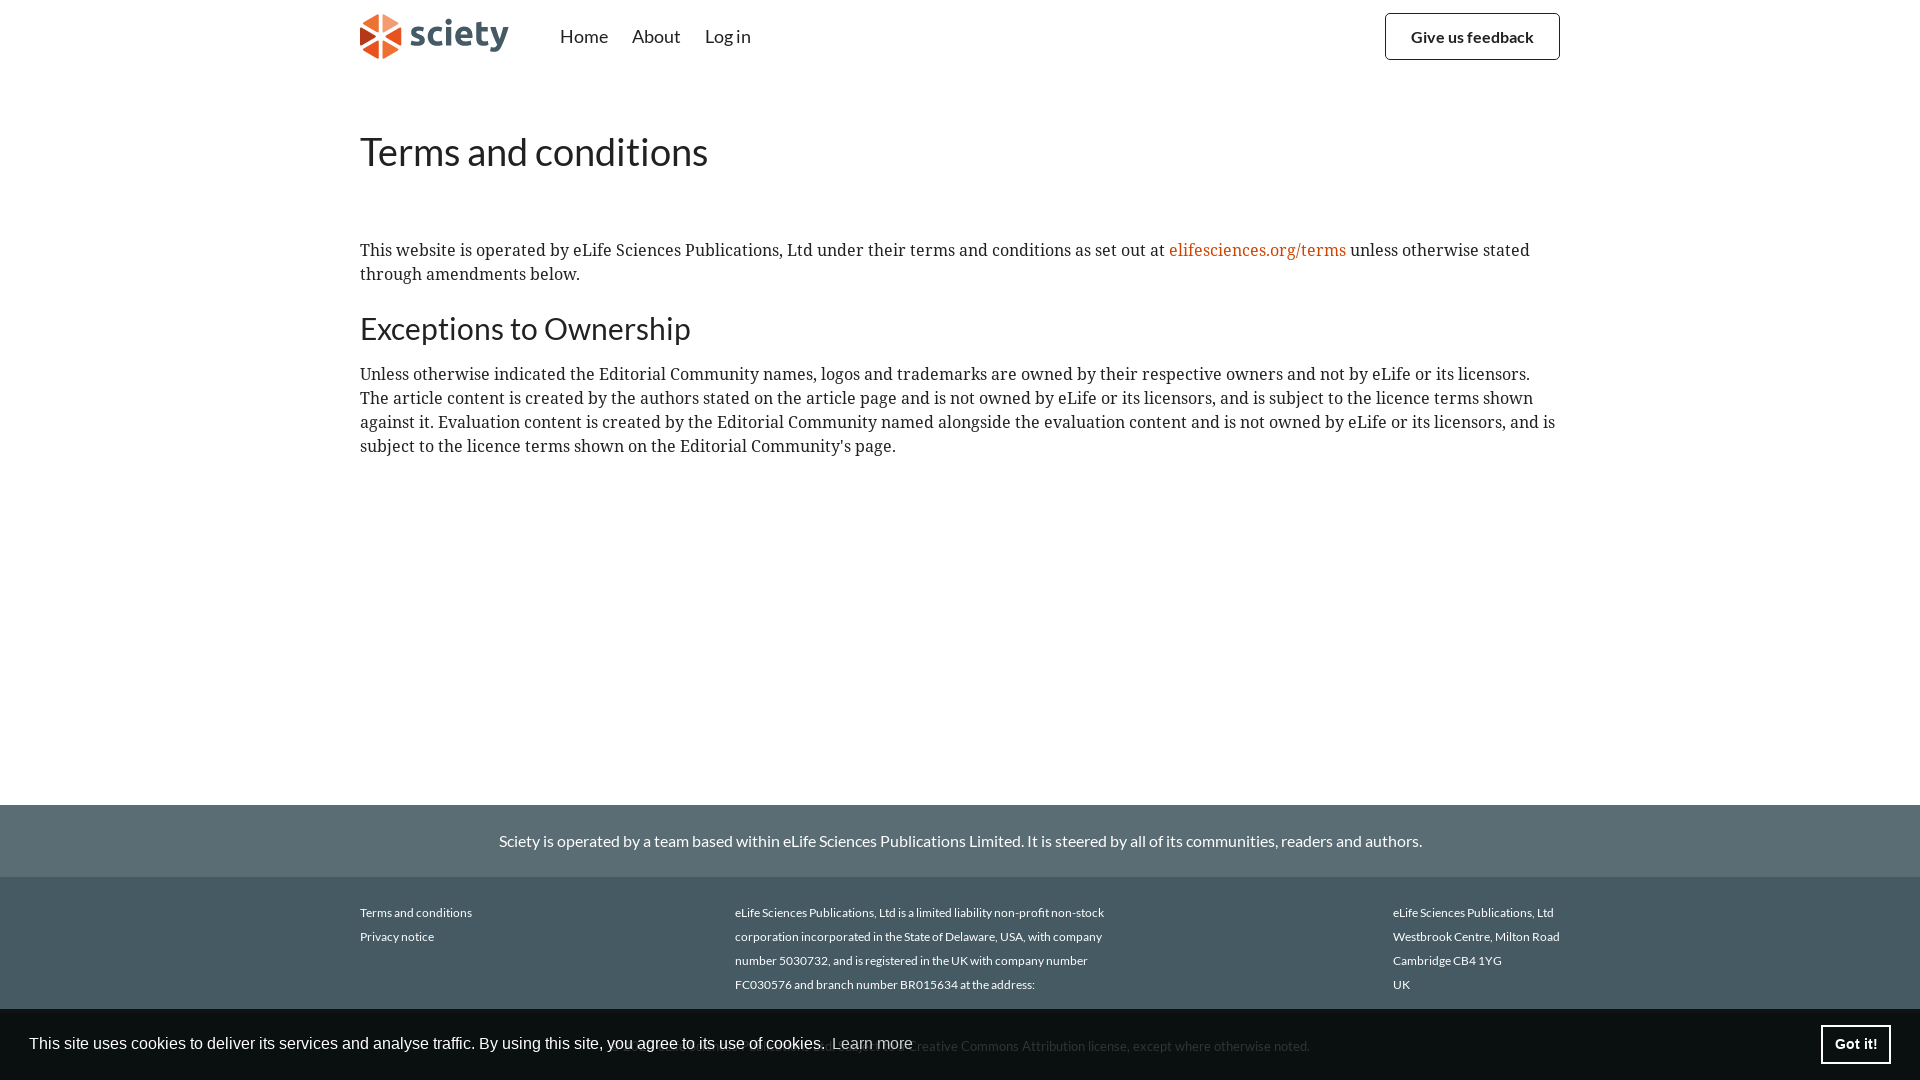 sciety
Home
About
Log in
Give us feedback
Terms and conditions
This website is operated by eLife Sciences Publications, Ltd under their terms and conditions as set out at elifesciences.org/terms unless otherwise stated
through amendments below.
Exceptions to Ownership
Unless otherwise indicated the Editorial Community names, logos and trademarks are owned by their respective owners and not by eLife or its licensors.
The article content is created by the authors stated on the article page and is not owned by eLife or its licensors, and is subject to the licence terms shown
against it. Evaluation content is created by the Editorial Community named alongside the evaluation content and is not owned by eLife or its licensors, and is
subject to the licence terms shown on the Editorial Community's page.
Sciety is operated by a team based within eLife Sciences Publications Limited. It is steered by all of its communities, readers and authors.
Terms and conditions
Privacy notice
eLife Sciences Publications, Ltd is a limited liability non-profit non-stock
corporation incorporated in the State of Delaware, USA, with company
number 5030732, and is registered in the UK with company number
FC030576 and branch number BR015634 at the address:
eLife Sciences Publications, Ltd
Westbrook Centre, Milton Road
Cambridge CB4 1YG
UK
This site uses cookies to deliver its services and analyse traffic. By using this site, you agree to its use of cookies. Learn more
Creative Commons Attribution license, except where otherwise noted.
Got it!